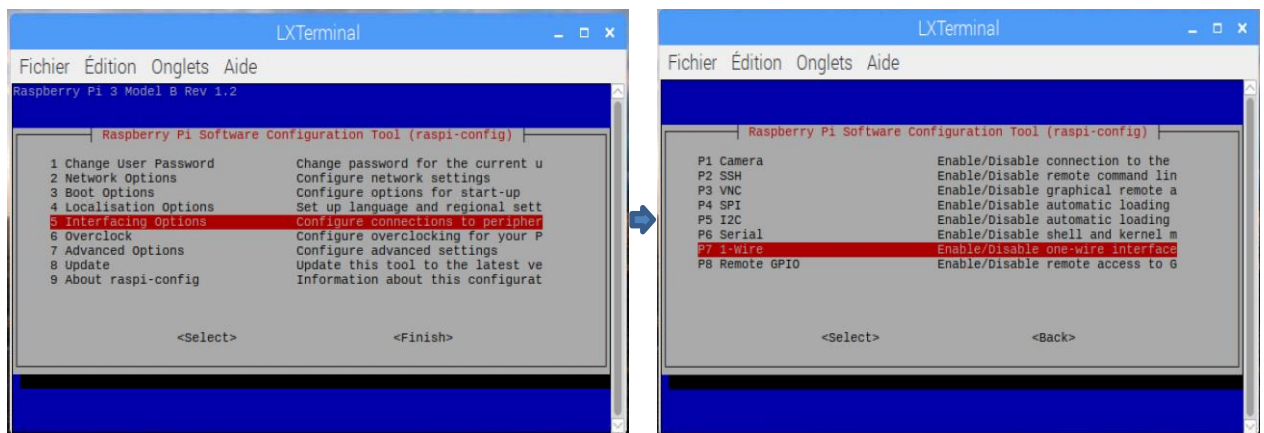 LXTerminal
Fichier Édition Onglets Aide
Raspberry Pi 3 Model B Rev 1.2
Raspberry Pi Software Configuration Tool (raspi-config)
1 Change User Password Change password for the current u
2 Network Options Configure network settings
3 Boot Options Configure options for start-up
4 Localisation Options Set up language and regional sett
5 Interfacing Options Configure connections to peripher
6 Overclock Configure overclocking for your P
7 Advanced Options Configure advanced settings
8 Update Update this tool to the latest ve
9 About raspi-config Information about this configurat
<Select> <Finish>
LXTerminal
Fichier Édition Onglets Aide
Raspberry Pi Software Configuration Tool (raspi-config)
P1 Camera Enable/Disable connection to the
P2 SSH Enable/Disable remote command lin
P3 VNC Enable/Disable graphical remote a
P4 SPI Enable/Disable automatic loading
P5 I2C Enable/Disable automatic loading
P6 Serial Enable/Disable shell and kernel m
P7 1-Wire Enable/Disable one-wire interface
P8 Remote GPIO Enable/Disable remote access to G
<Select> <Back>